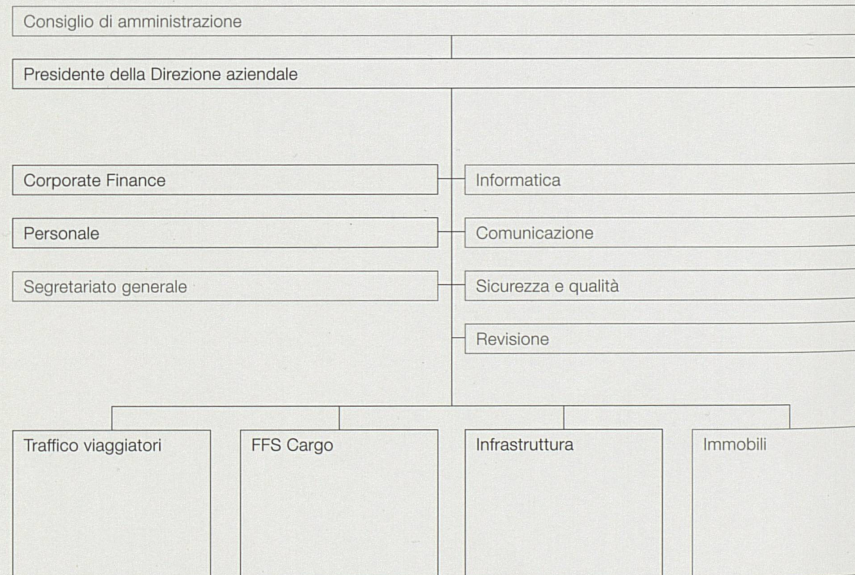 Consiglio di amministrazione
Presidente della Direzione aziendale
Corporate Finance
Informatica
Personale
Comunicazione
Segretariato generale
Sicurezza e qualità
Revisione
Traffico viaggiatori
FFS Cargo
Infrastruttura
Immobili